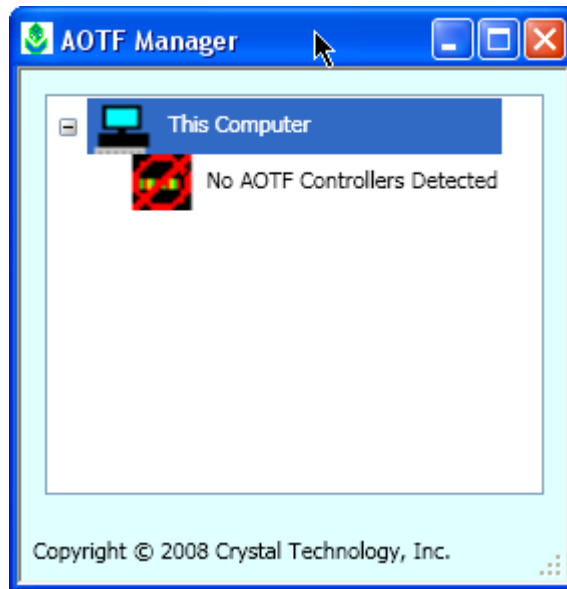 AOTF Manager
This Computer
No AOTF Controllers Detected
Copyright © 2008 Crystal Technology, Inc.